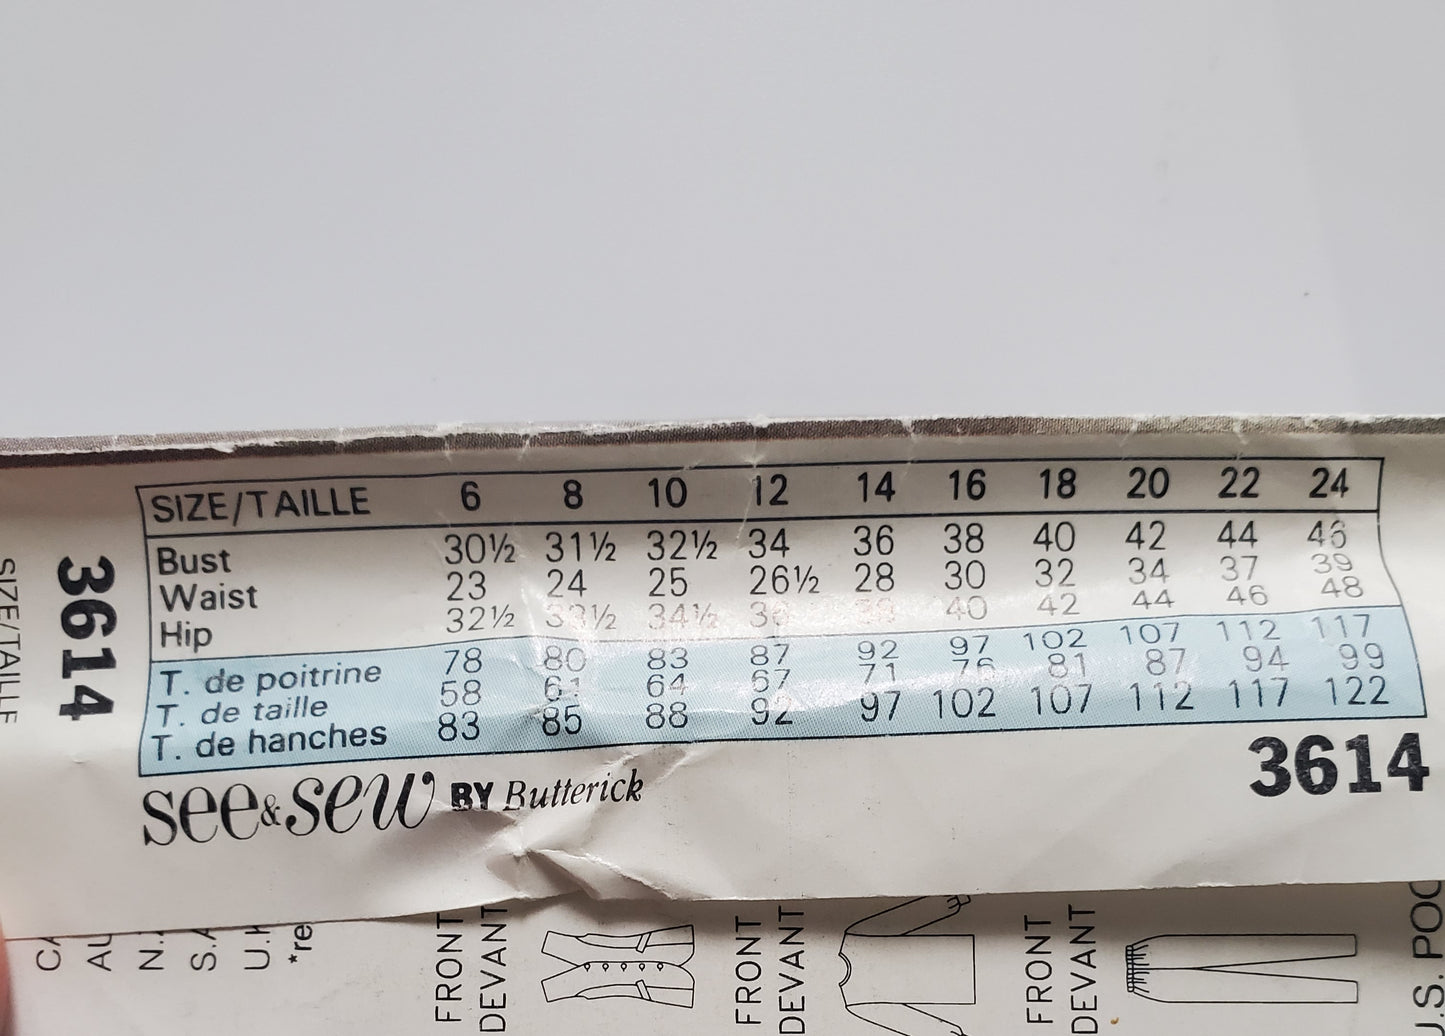 SIZE/TAILLE 6 8 10 12 14 16 18 20 22 24
Bust 30½ 31½ 32½ 34 36 38 40 42 44 46
Waist 23 24 25 26½ 28 30 32 34 37 39
Hip 32½ 33½ 34½ 36 38 40 42 44 46 48
T. de poitrine 78 80 83 87 92 97 102 107 112 117
T. de taille 58 61 64 67 71 76 81 87 94 99
T. de hanches 83 85 88 92 97 102 107 112 117 122
see&sew BY Butterick
3614
3614
SIZE/TAILLE
*re
FRONT
DEVANT
FRONT
DEVANT
FRONT
DEVANT